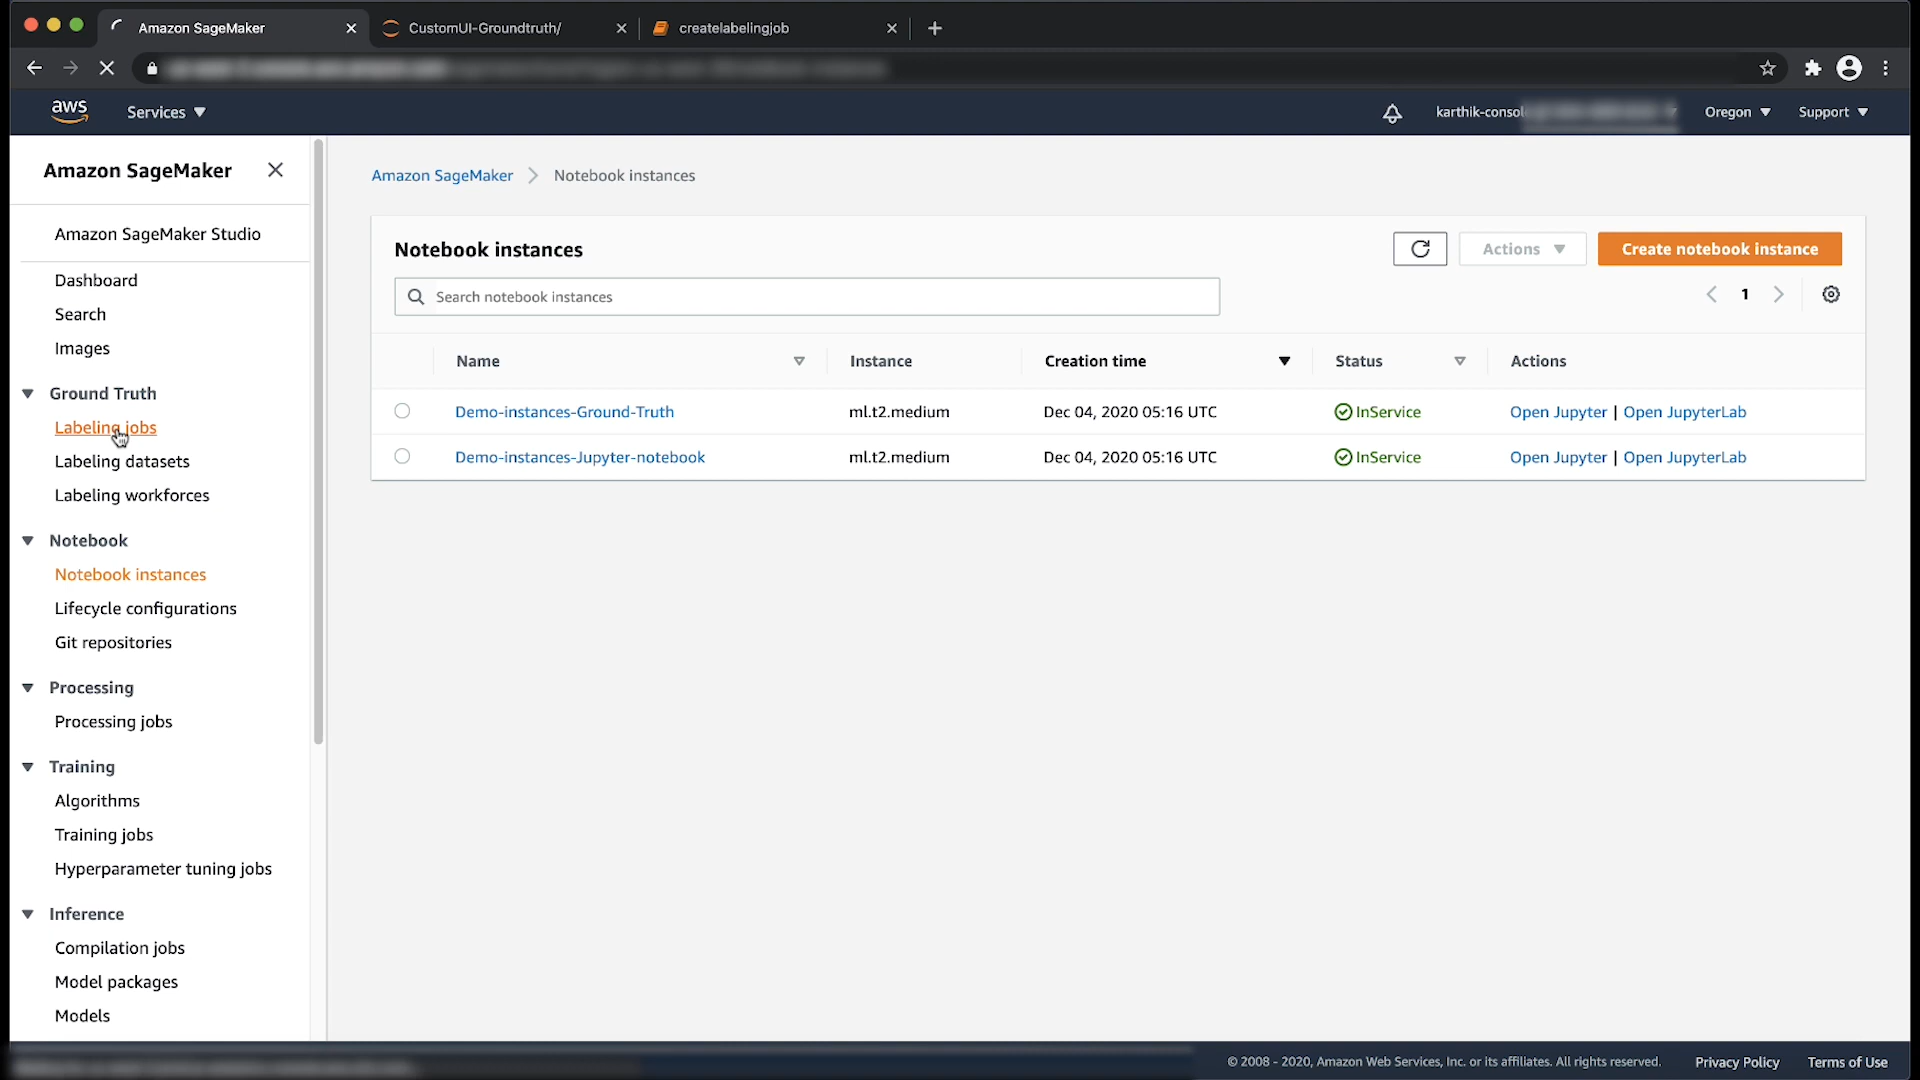 Amazon SageMaker
CustomUI-Groundtruth/
createlabelingjob
aws
Services
karthik-consol
Oregon
Support
Amazon SageMaker
Amazon SageMaker Studio
Dashboard
Search
Images
Ground Truth
Labeling jobs
Labeling datasets
Labeling workforces
Notebook
Notebook instances
Lifecycle configurations
Git repositories
Processing
Processing jobs
Training
Algorithms
Training jobs
Hyperparameter tuning jobs
Inference
Compilation jobs
Model packages
Models
Amazon SageMaker Notebook instances
Notebook instances
Actions
Create notebook instance
Search notebook instances
1
Name Instance Creation time Status Actions
Demo-instances-Ground-Truth ml.t2.medium Dec 04, 2020 05:16 UTC InService Open Jupyter | Open JupyterLab
Demo-instances-Jupyter-notebook ml.t2.medium Dec 04, 2020 05:16 UTC InService Open Jupyter | Open JupyterLab
© 2008 - 2020, Amazon Web Services, Inc. or its affiliates. All rights reserved. Privacy Policy Terms of Use